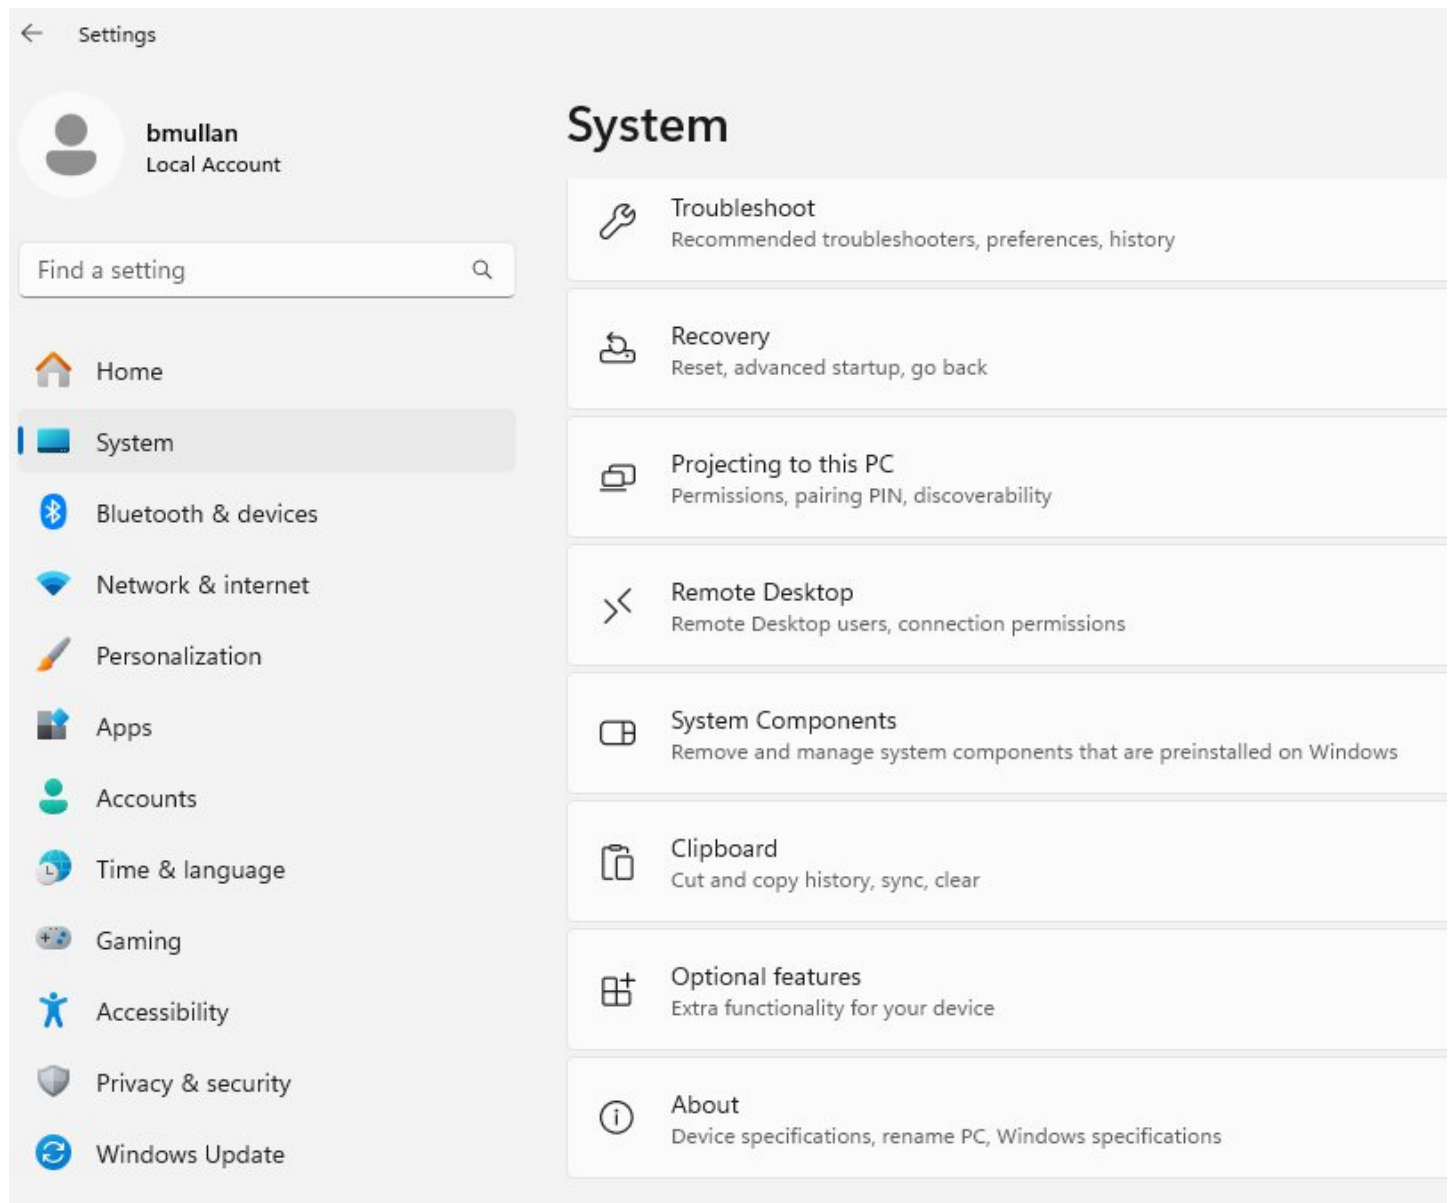 Settings
bmullan
Local Account
Find a setting
Home
System
Bluetooth & devices
Network & internet
Personalization
Apps
Accounts
Time & language
Gaming
Accessibility
Privacy & security
Windows Update
System
Troubleshoot
Recommended troubleshooters, preferences, history
Recovery
Reset, advanced startup, go back
Projecting to this PC
Permissions, pairing PIN, discoverability
Remote Desktop
Remote Desktop users, connection permissions
System Components
Remove and manage system components that are preinstalled on Windows
Clipboard
Cut and copy history, sync, clear
Optional features
Extra functionality for your device
About
Device specifications, rename PC, Windows specifications